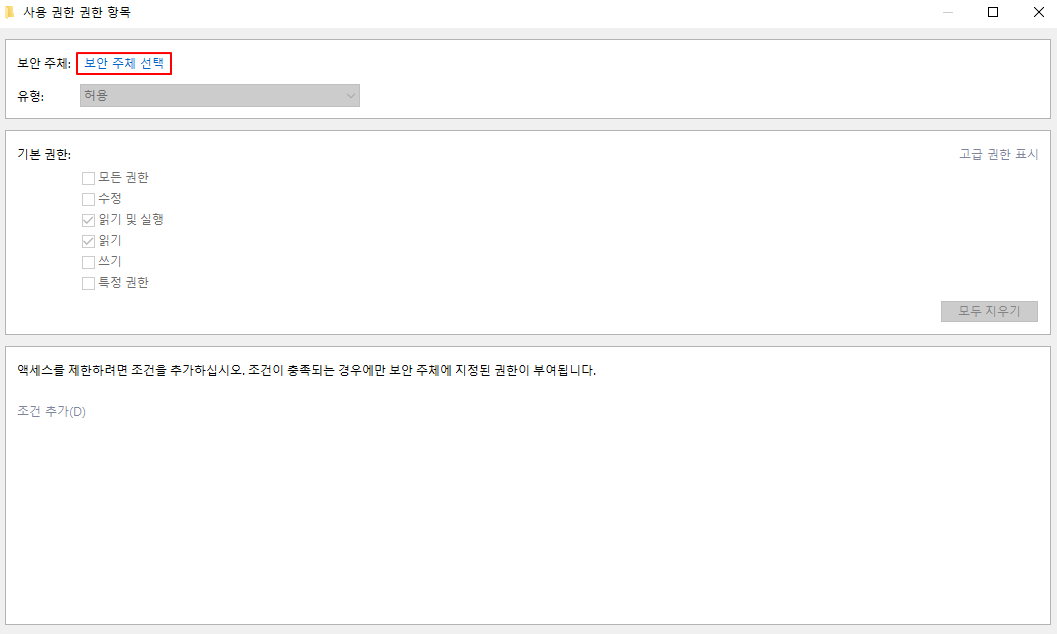 사용 권한 권한 항목
보안 주체: 보안 주체 선택
유형: 허용
기본 권한: 고급 권한 표시
모든 권한
수정
읽기 및 실행
읽기
쓰기
특정 권한
모두 지우기
액세스를 제한하려면 조건을 추가하십시오. 조건이 충족되는 경우에만 보안 주체에 지정된 권한이 부여됩니다.
조건 추가(D)